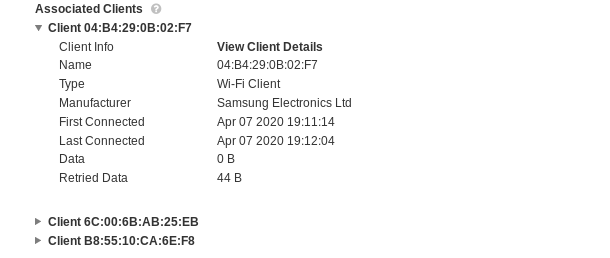 Associated Clients ?
Client 04:B4:29:0B:02:F7
Client Info View Client Details
Name 04:B4:29:0B:02:F7
Type Wi-Fi Client
Manufacturer Samsung Electronics Ltd
First Connected Apr 07 2020 19:11:14
Last Connected Apr 07 2020 19:12:04
Data 0 B
Retried Data 44 B
Client 6C:00:6B:AB:25:EB
Client B8:55:10:CA:6E:F8